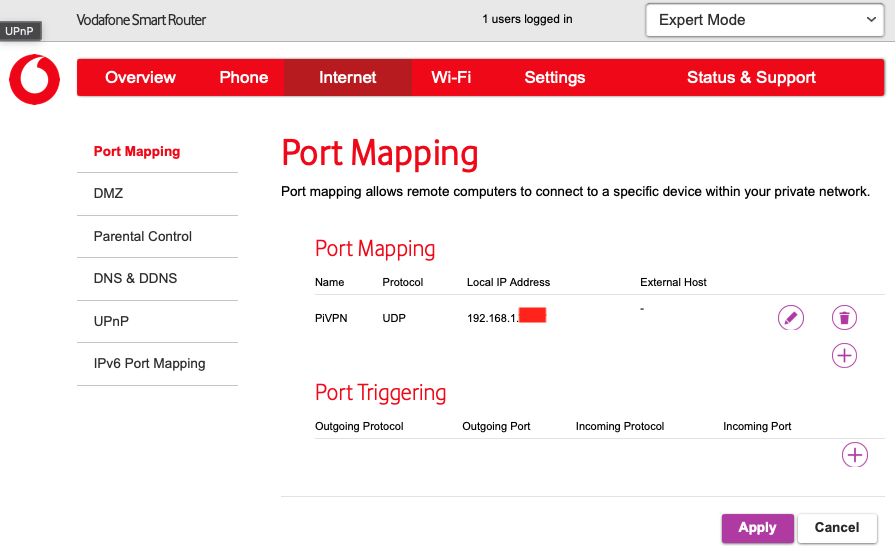 Vodafone Smart Router
1 users logged in
Expert Mode
UPnP
Overview Phone Internet Wi-Fi Settings Status & Support
Port Mapping
DMZ
Parental Control
DNS & DDNS
UPnP
IPv6 Port Mapping
Port Mapping
Port mapping allows remote computers to connect to a specific device within your private network.
Port Mapping
Name Protocol Local IP Address External Host
PiVPN UDP 192.168.1. -
Port Triggering
Outgoing Protocol Outgoing Port Incoming Protocol Incoming Port
Apply Cancel